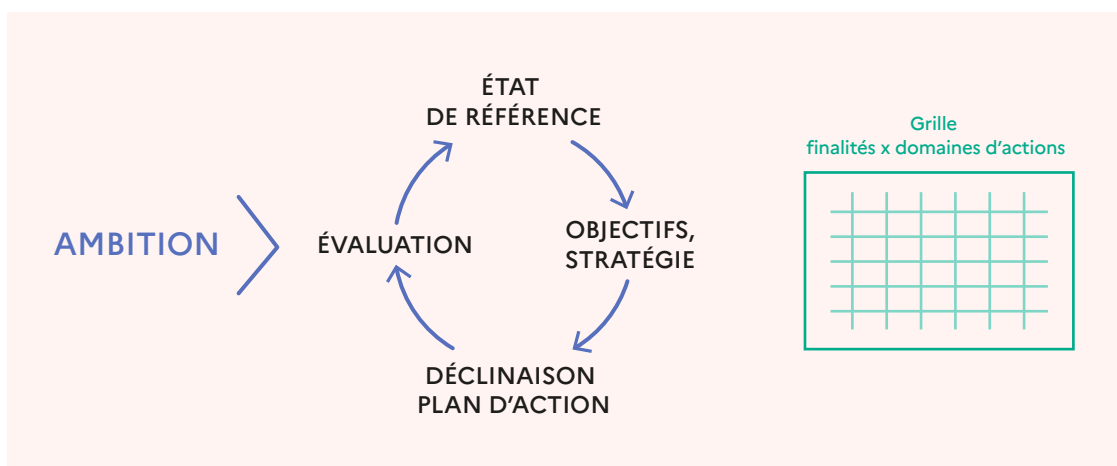 AMBITION
ÉTAT
DE RÉFÉRENCE
OBJECTIFS,
STRATÉGIE
DÉCLINAISON
PLAN D'ACTION
ÉVALUATION
Grille
finalités x domaines d'actions